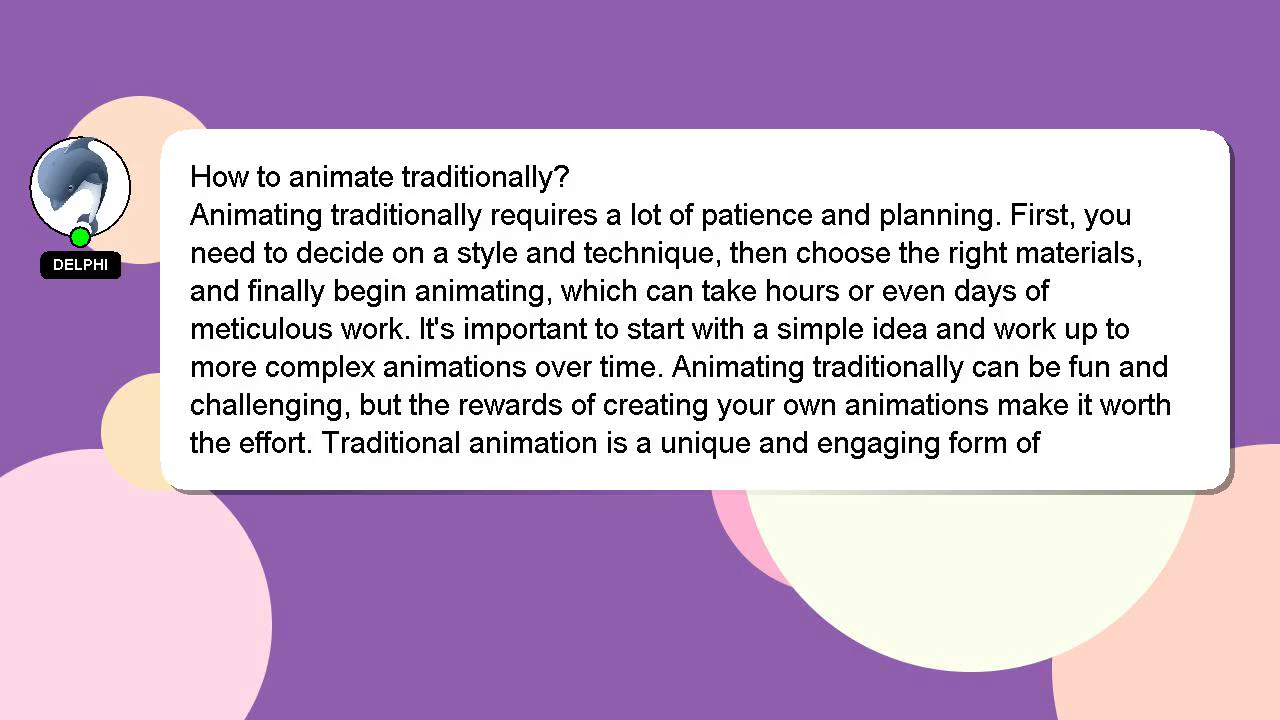 How to animate traditionally?
Animating traditionally requires a lot of patience and planning. First, you
need to decide on a style and technique, then choose the right materials,
and finally begin animating, which can take hours or even days of
meticulous work. It's important to start with a simple idea and work up to
more complex animations over time. Animating traditionally can be fun and
challenging, but the rewards of creating your own animations make it worth
the effort. Traditional animation is a unique and engaging form of
DELPHI